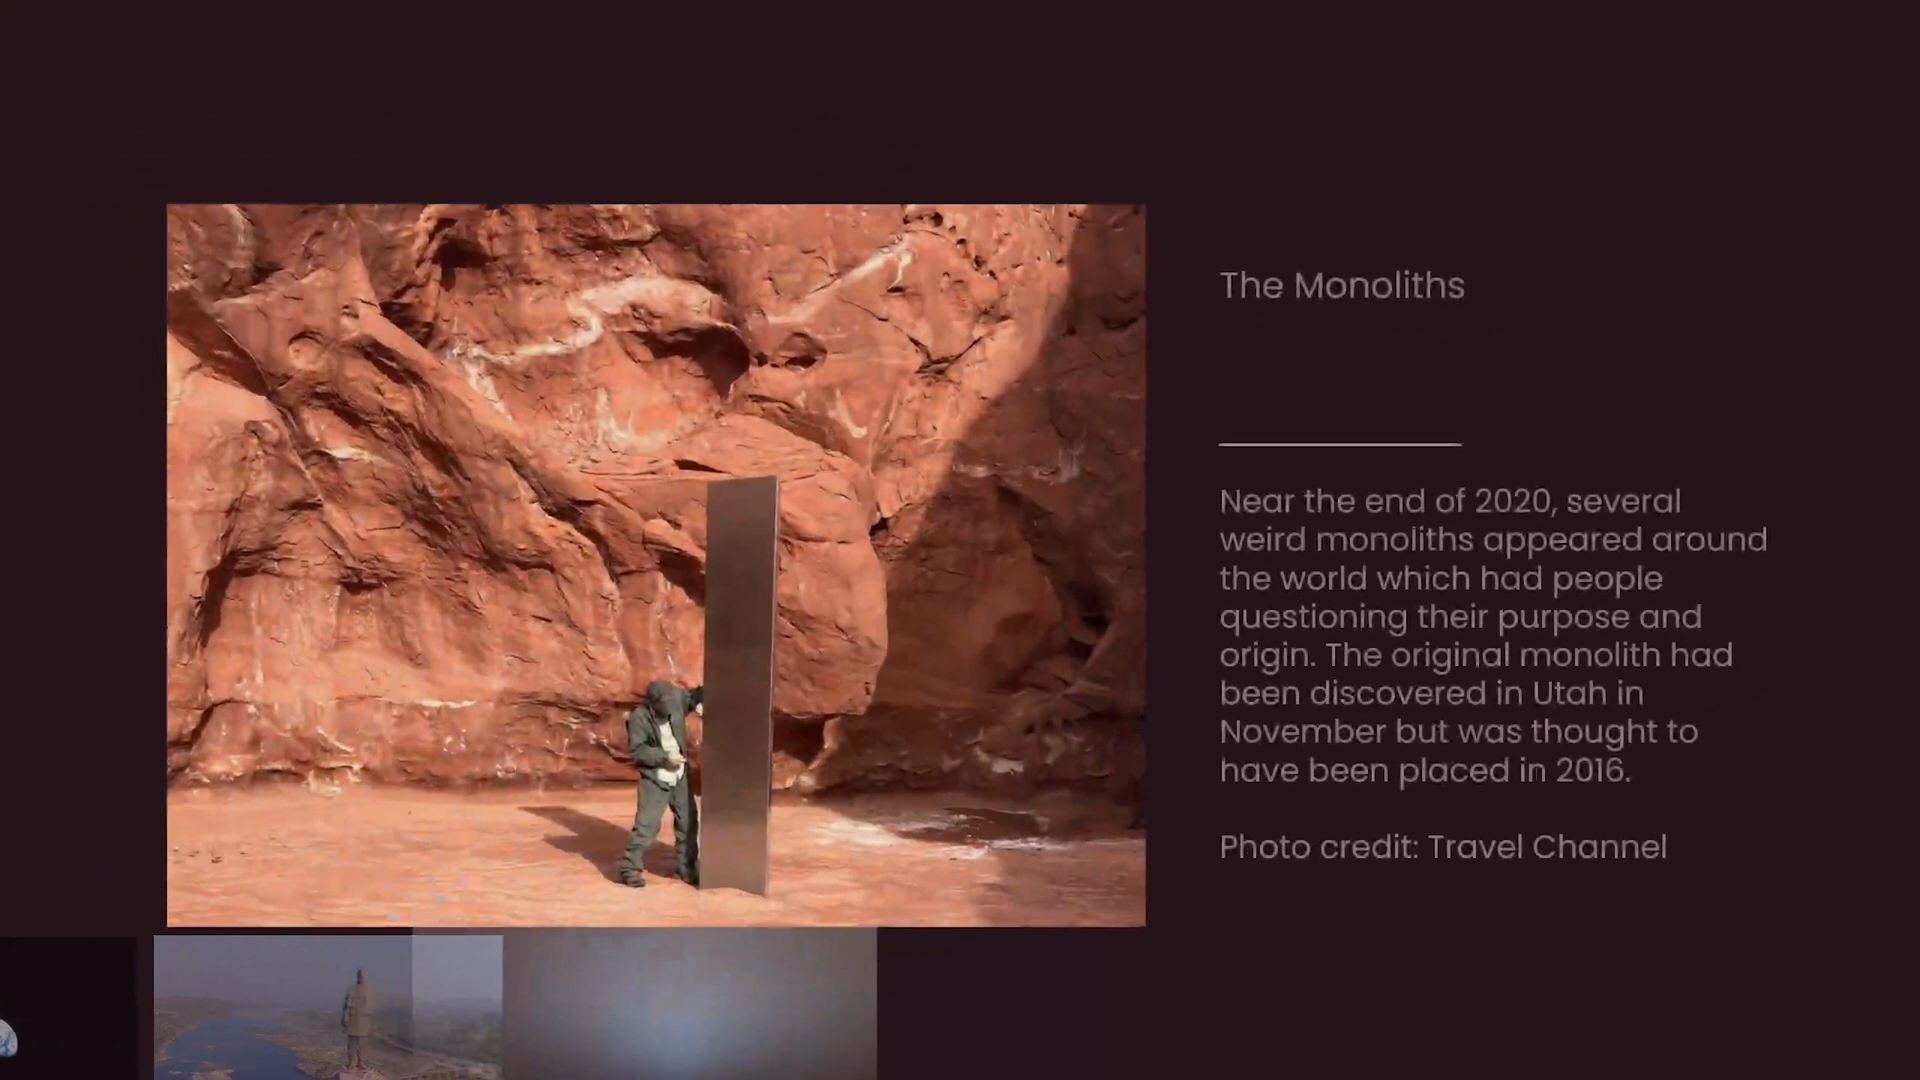 The Monoliths
Near the end of 2020, several
weird monoliths appeared around
the world which had people
questioning their purpose and
origin. The original monolith had
been discovered in Utah in
November but was thought to
have been placed in 2016.
Photo credit: Travel Channel